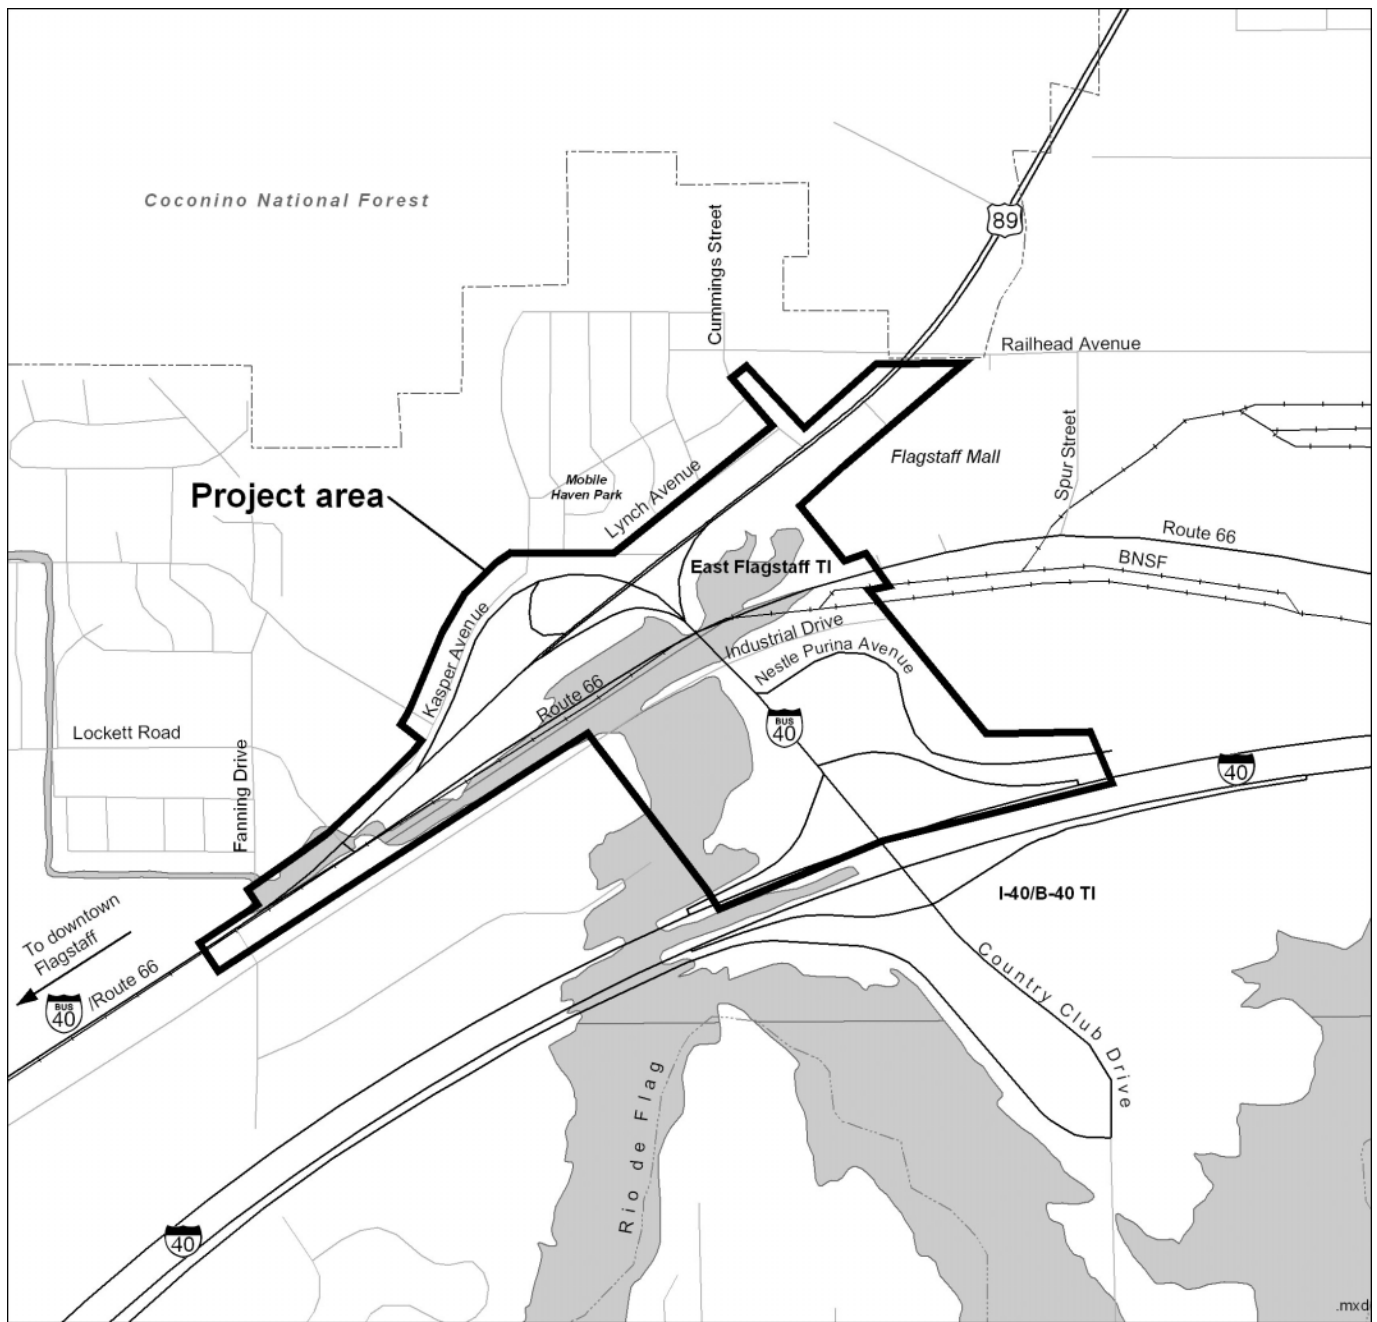 Coconino National Forest
Cummings Street
89
Railhead Avenue
Project area
Mobile
Haven Park
Lynch Avenue
Flagstaff Mall
Spur Street
Route 66
BNSF
East Flagstaff TI
Kasper Avenue
Industrial Drive
Nestle Purina Avenue
Route 66
BUS
40
Lockett Road
Fanning Drive
40
I-40/B-40 TI
To downtown
Flagstaff
BUS
40
/Route 66
Country Club Drive
Rio de Flag
40
.mxd